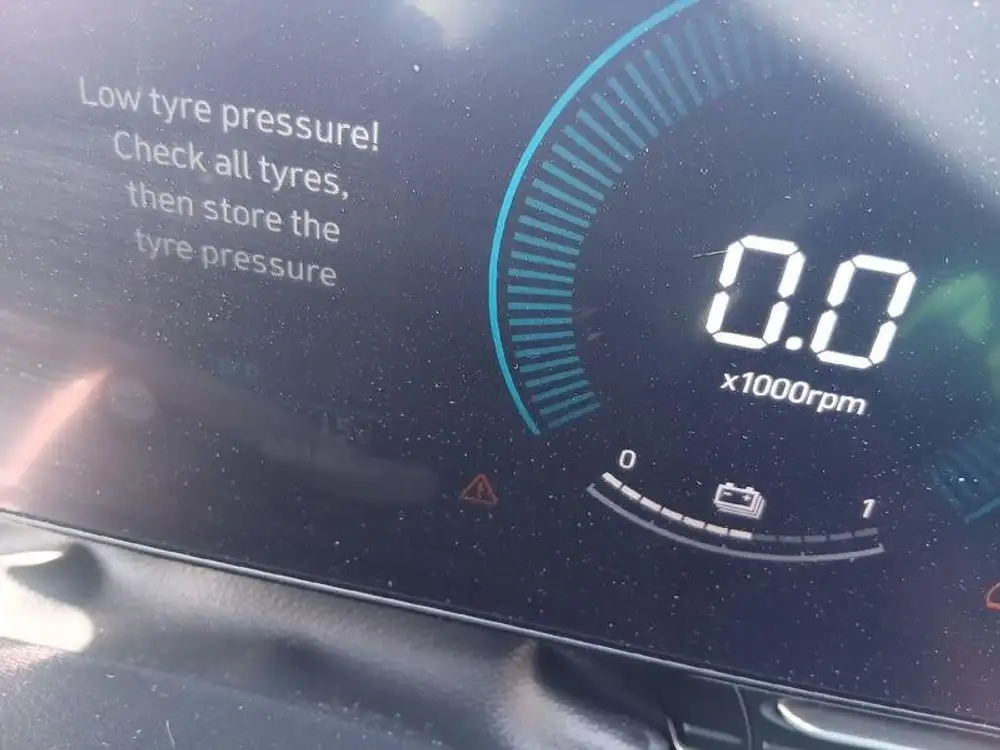 Low tyre pressure!
Check all tyres,
then store the
tyre pressure
0.0
x1000rpm
0
1